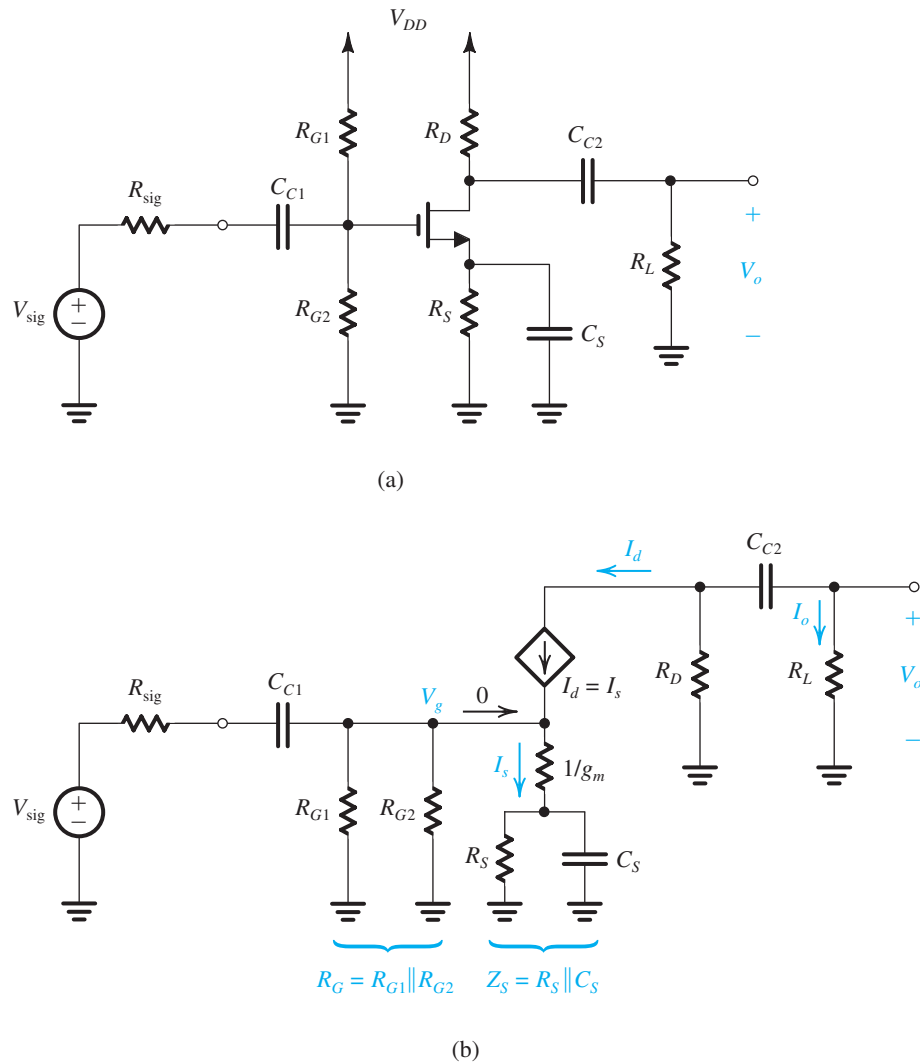 V_DD
R_G1
R_D
C_C2
R_sig
C_C1
+
R_L
V_o
V_sig
+
−
R_G2
R_S
C_S
−
(a)
I_d
C_C2
I_o
+
R_D
R_L
V_o
I_d = I_s
R_sig
C_C1
V_g
0
−
I_s
1/g_m
V_sig
+
−
R_G1
R_G2
R_S
C_S
R_G = R_G1||R_G2
Z_S = R_S||C_S
(b)